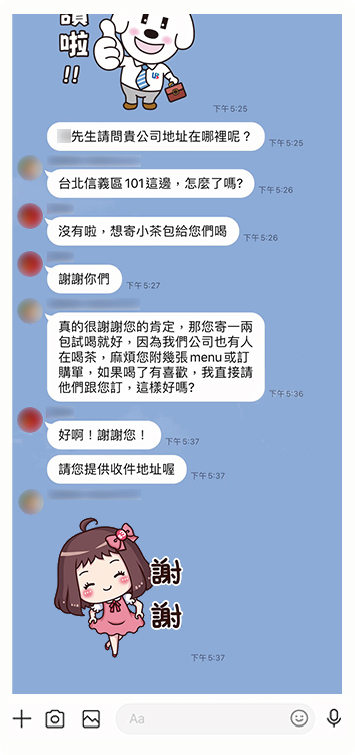 讚
啦
!!
UB
下午 5:25
先生請問貴公司地址在哪裡呢？
下午 5:25
台北信義區101這邊，怎麼了嗎?
下午 5:26
沒有啦，想寄小茶包給您們喝
下午 5:26
謝謝你們
下午 5:27
真的很謝謝您的肯定，那您寄一兩
包試喝就好，因為我們公司也有人
在喝茶，麻煩您附幾張menu或訂
購單，如果喝了有喜歡，我直接請
他們跟您訂，這樣好嗎?
下午 5:36
好啊！謝謝您！
下午 5:37
請您提供收件地址喔
下午 5:37
謝
謝
下午 5:37
Aa